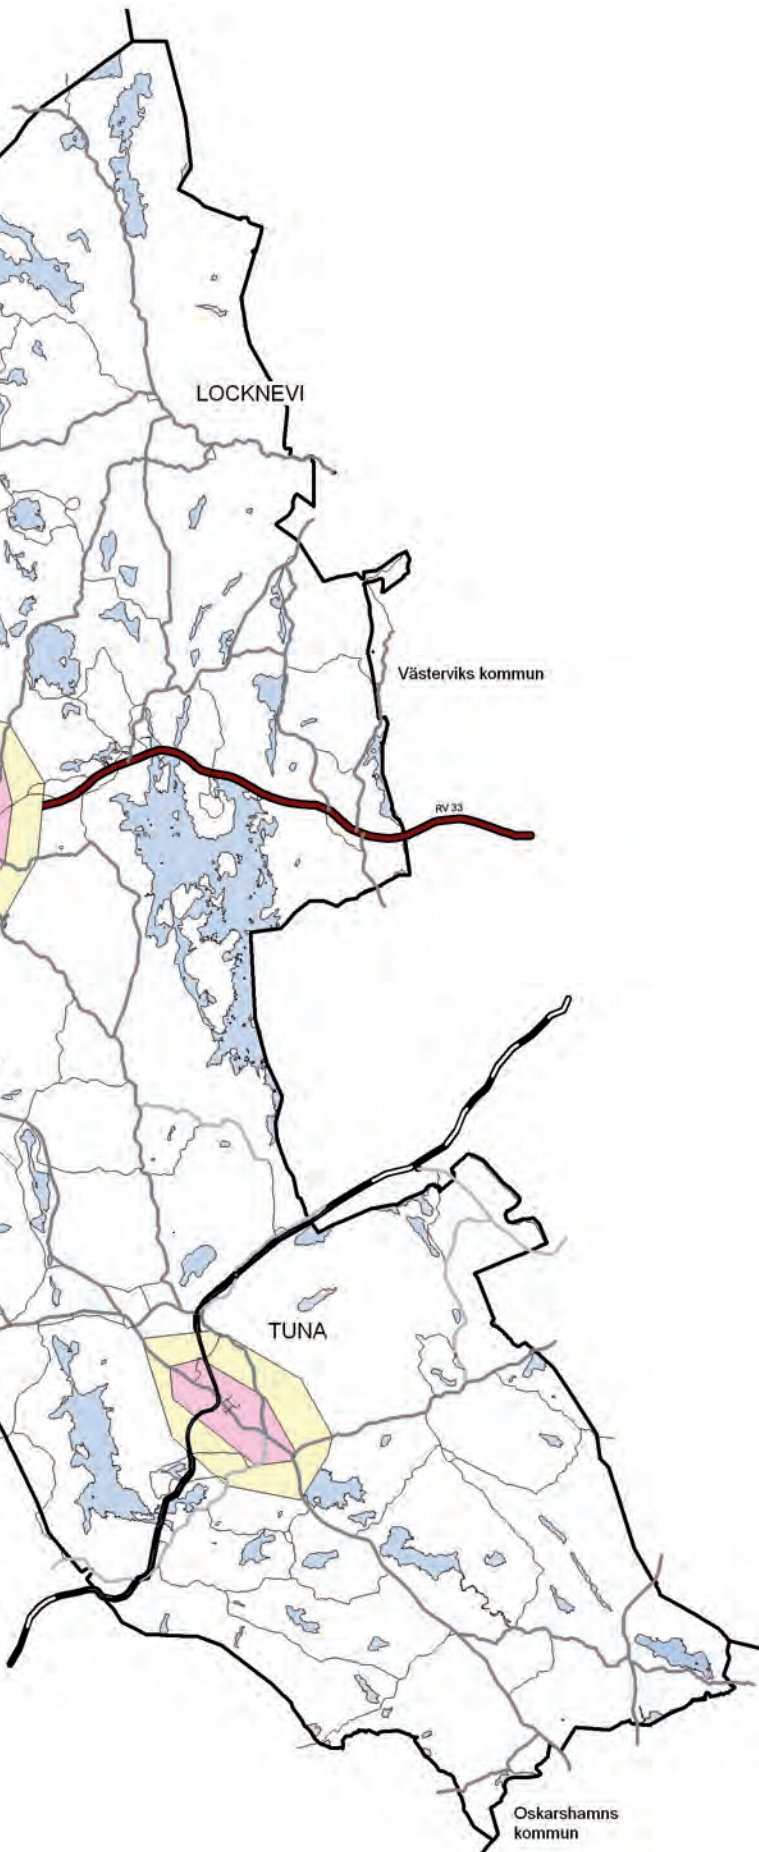 LOCKNEVI
Västerviks kommun
RV 33
TUNA
Oskarshamns
kommun